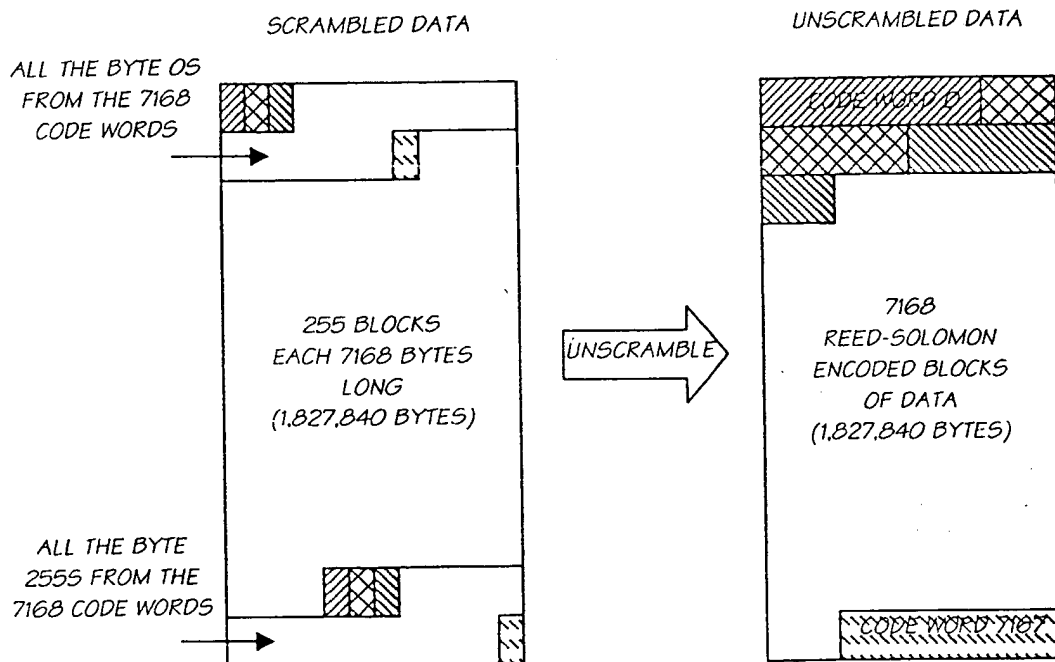 SCRAMBLED DATA
UNSCRAMBLED DATA
ALL THE BYTE 0S
FROM THE 7168
CODE WORDS
CODE WORD 0
255 BLOCKS
EACH 7168 BYTES
LONG
(1,827,840 BYTES)
UNSCRAMBLE
7168
REED-SOLOMON
ENCODED BLOCKS
OF DATA
(1,827,840 BYTES)
ALL THE BYTE
255S FROM THE
7168 CODE WORDS
CODE WORD 7167